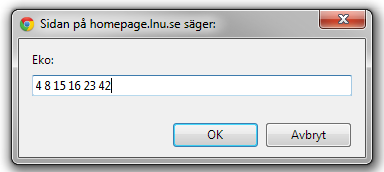 Sidan på homepage.lnu.se säger:
Eko:
4 8 15 16 23 42
OK
Avbryt